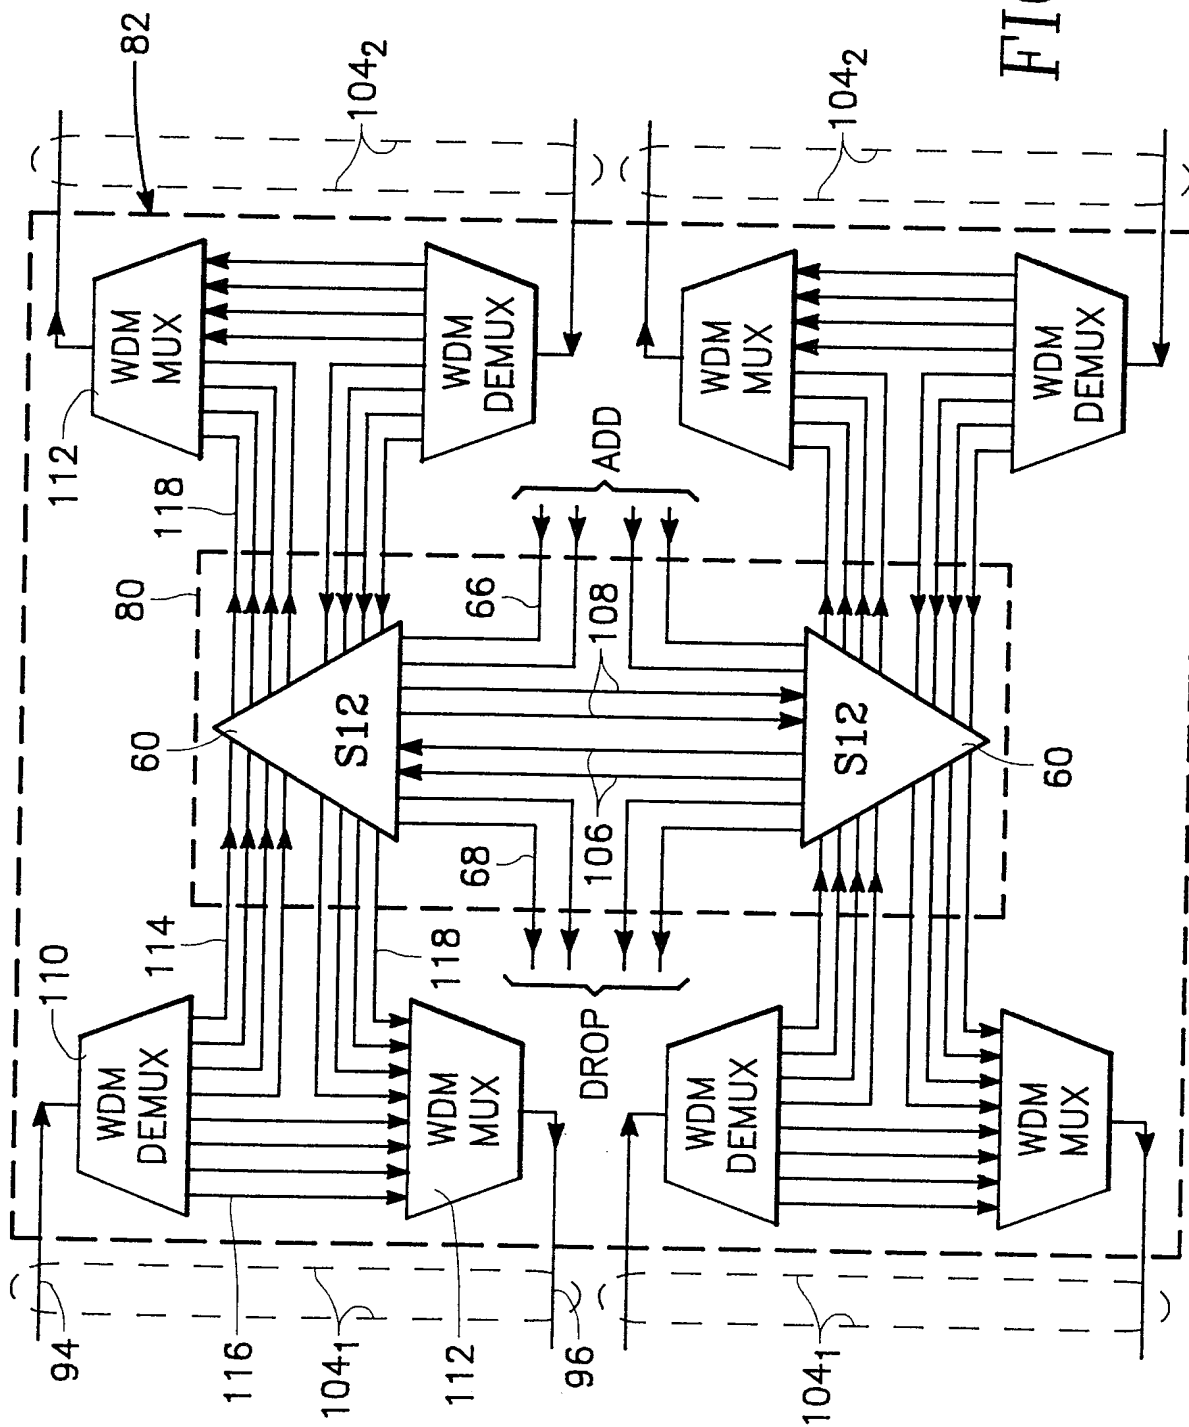 94
110
112
82
WDM
DEMUX
60
80
WDM
MUX
114
118
116
104₁
S12
104₂
118
112
WDM
MUX
68
66
WDM
DEMUX
96
DROP
106
108
ADD
WDM
DEMUX
WDM
MUX
104₁
S12
104₂
WDM
MUX
60
WDM
DEMUX